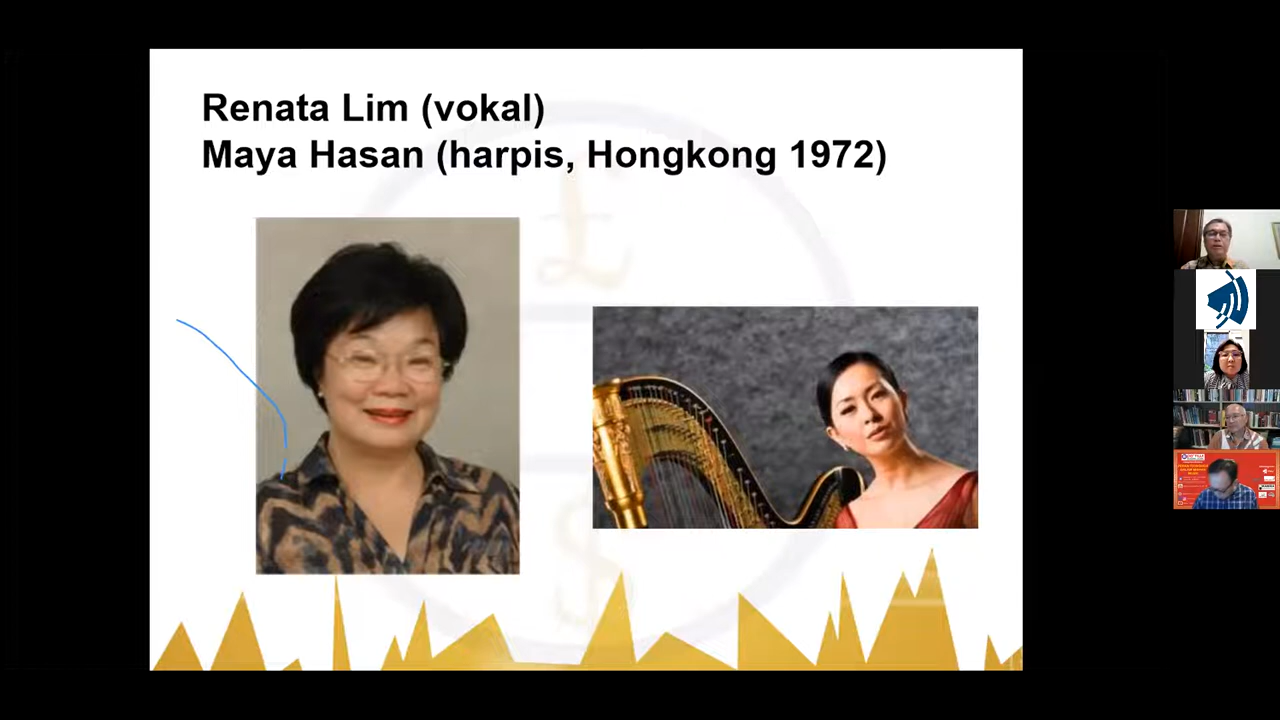 Renata Lim (vokal)
Maya Hasan (harpis, Hongkong 1972)